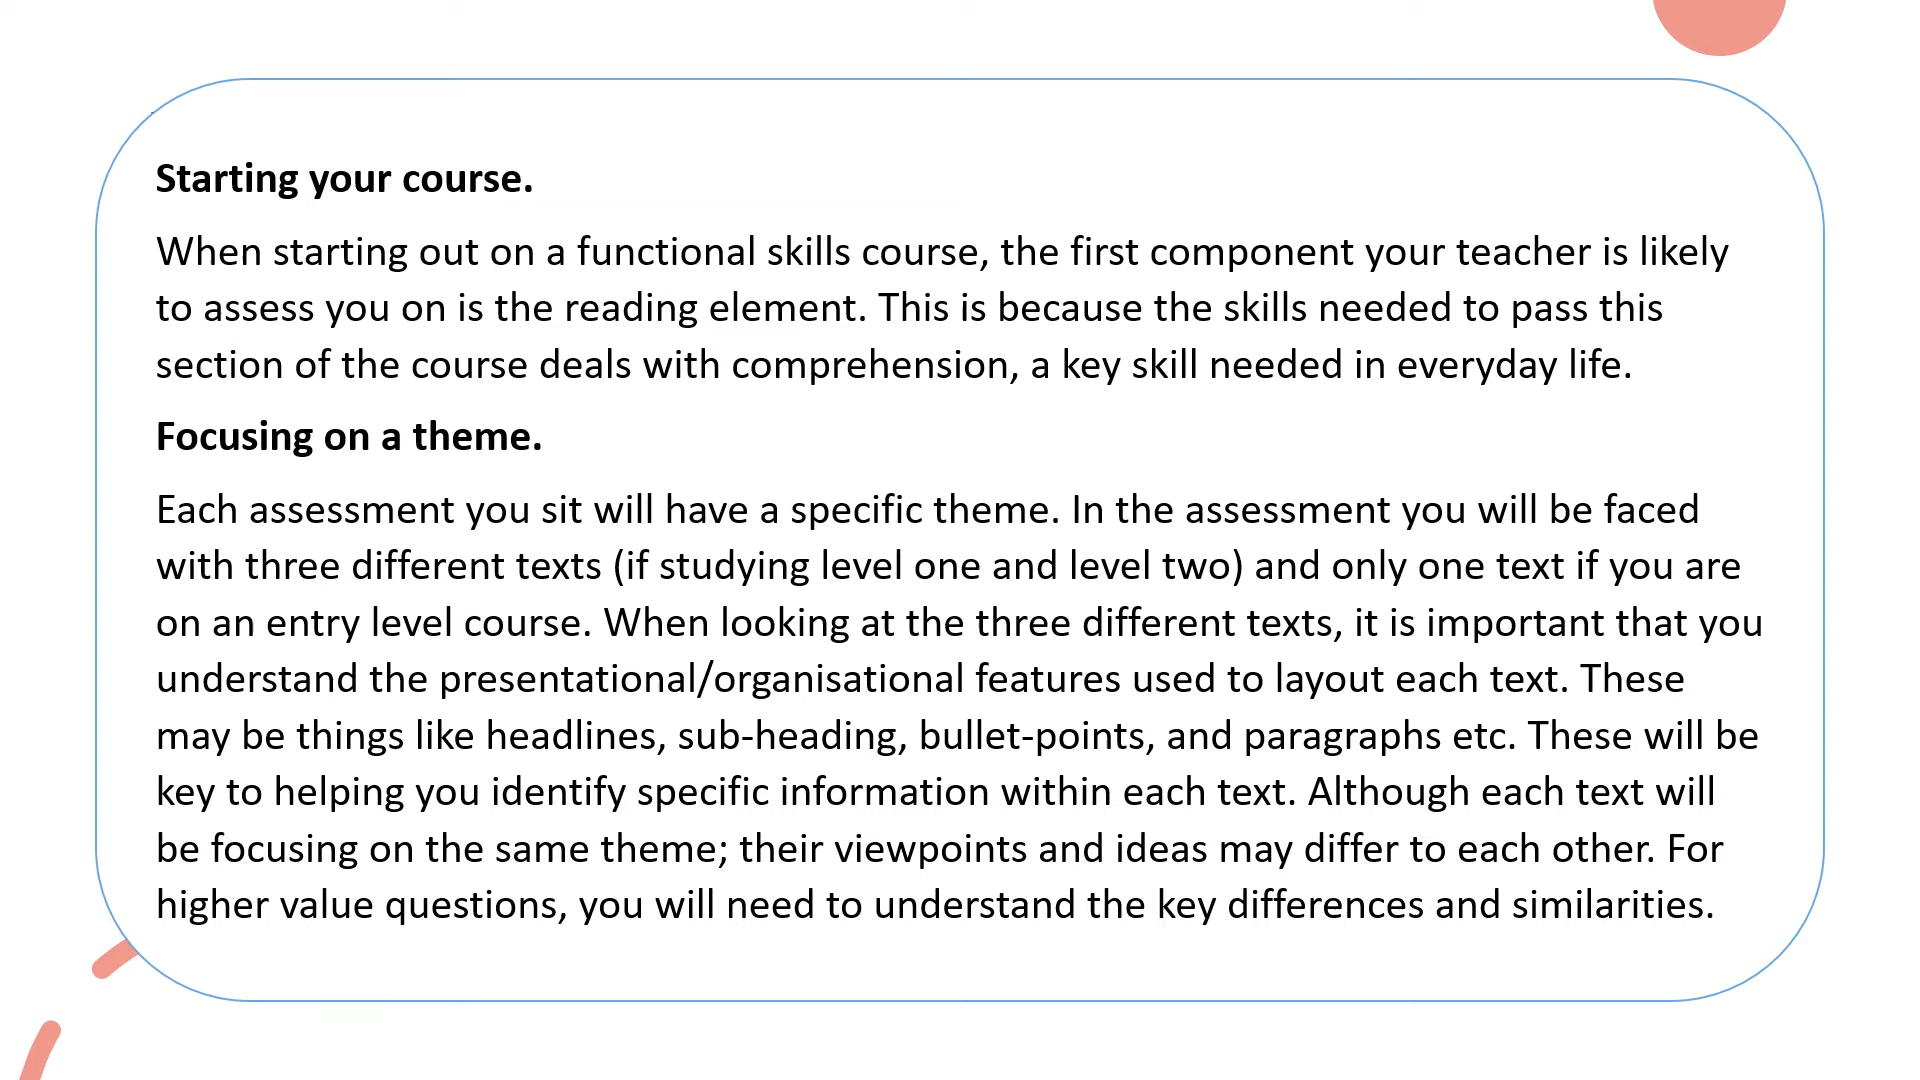 Starting your course.
When starting out on a functional skills course, the first component your teacher is likely
to assess you on is the reading element. This is because the skills needed to pass this
section of the course deals with comprehension, a key skill needed in everyday life.
Focusing on a theme.
Each assessment you sit will have a specific theme. In the assessment you will be faced
with three different texts (if studying level one and level two) and only one text if you are
on an entry level course. When looking at the three different texts, it is important that you
understand the presentational/organisational features used to layout each text. These
may be things like headlines, sub-heading, bullet-points, and paragraphs etc. These will be
key to helping you identify specific information within each text. Although each text will
be focusing on the same theme; their viewpoints and ideas may differ to each other. For
higher value questions, you will need to understand the key differences and similarities.